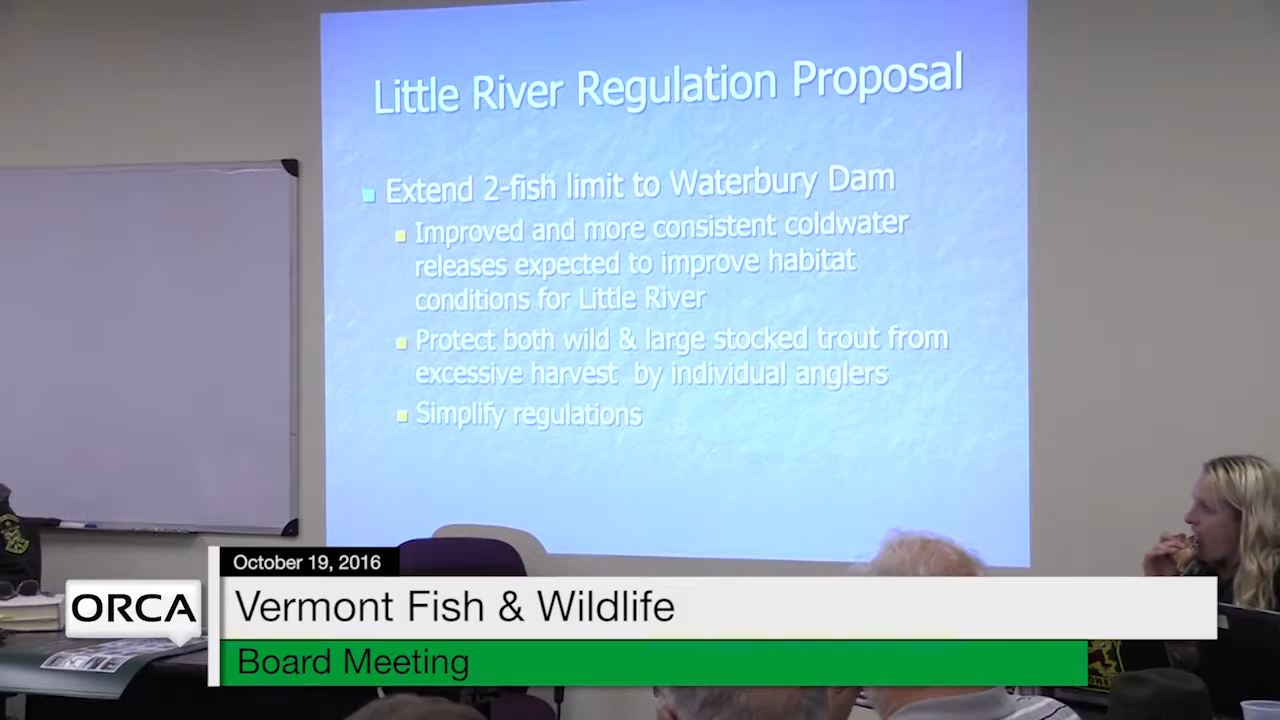 Little River Regulation Proposal
Extend 2-fish limit to Waterbury Dam
Improved and more consistent coldwater
releases expected to improve habitat
conditions for Little River
Protect both wild & large stocked trout from
excessive harvest by individual anglers
Simplify regulations
October 19, 2016
ORCA
Vermont Fish & Wildlife
Board Meeting